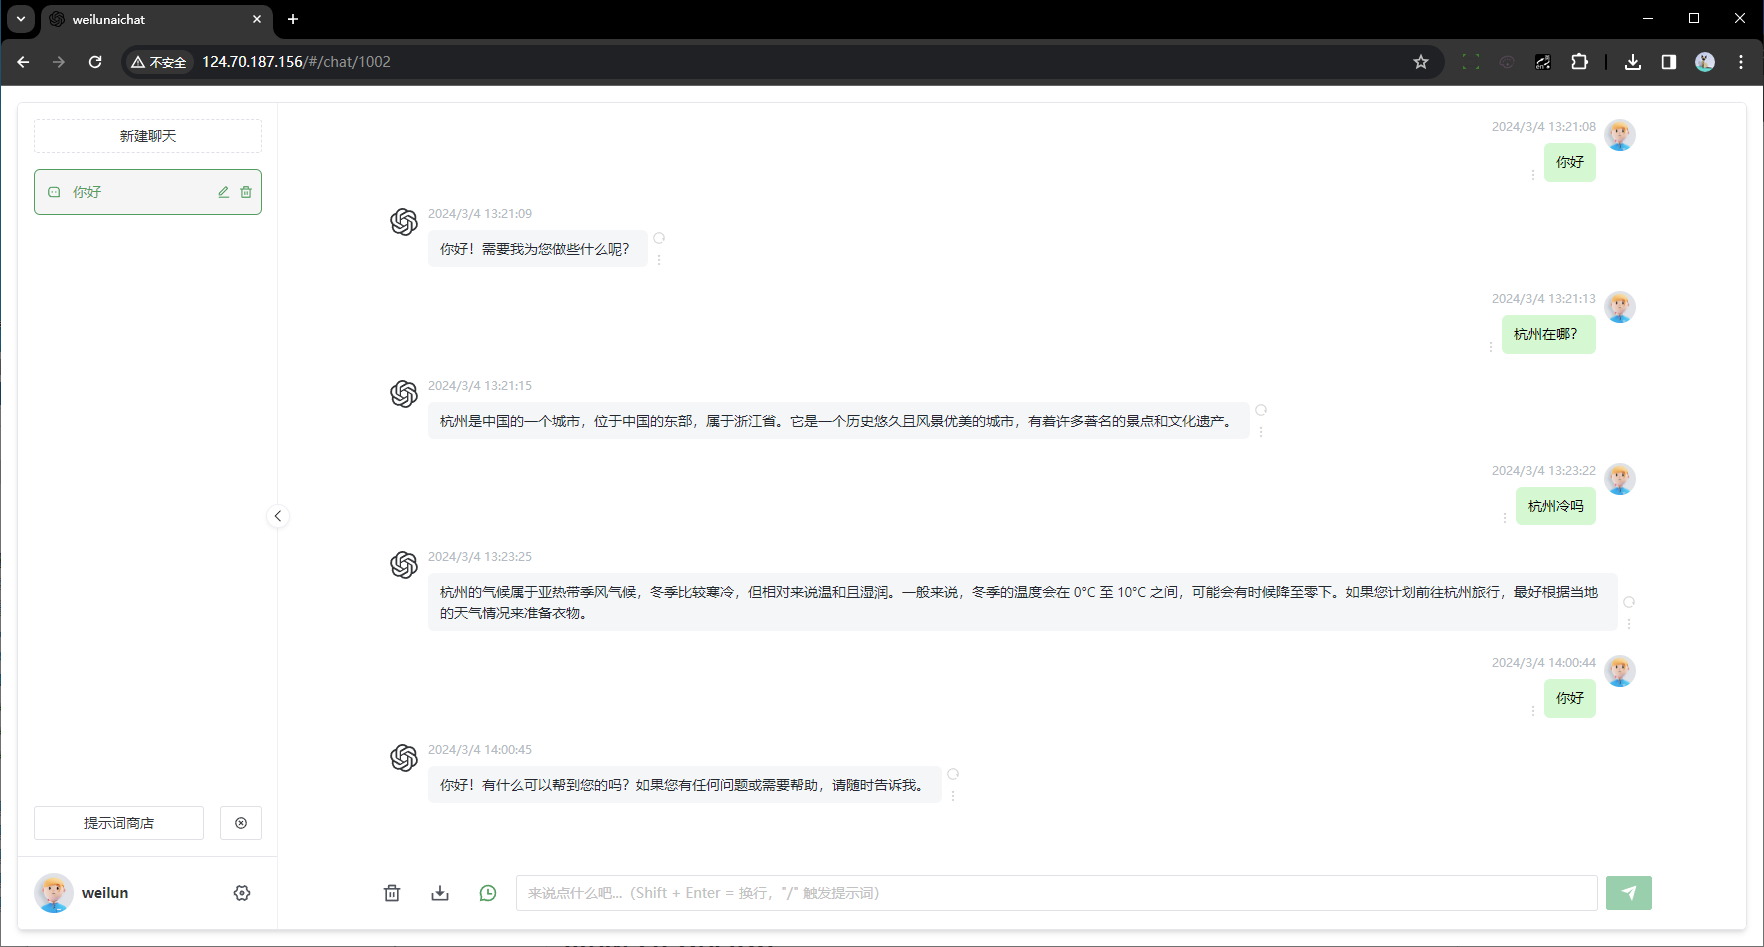 weilunaichat
不安全
124.70.187.156/#/chat/1002
新建聊天
你好
2024/3/4 13:21:08
你好
2024/3/4 13:21:09
你好！需要我为您做些什么呢？
2024/3/4 13:21:13
杭州在哪？
2024/3/4 13:21:15
杭州是中国的一个城市，位于中国的东部，属于浙江省。它是一个历史悠久且风景优美的城市，有着许多著名的景点和文化遗产。
2024/3/4 13:23:22
杭州冷吗
2024/3/4 13:23:25
杭州的气候属于亚热带季风气候，冬季比较寒冷，但相对来说温和且湿润。一般来说，冬季的温度会在 0°C 至 10°C 之间，可能会有时候降至零下。如果您计划前往杭州旅行，最好根据当地
的天气情况来准备衣物。
2024/3/4 14:00:44
你好
2024/3/4 14:00:45
你好！有什么可以帮到您的吗？如果您有任何问题或需要帮助，请随时告诉我。
提示词商店
weilun
来说点什么吧...（Shift + Enter = 换行，"/" 触发提示词）